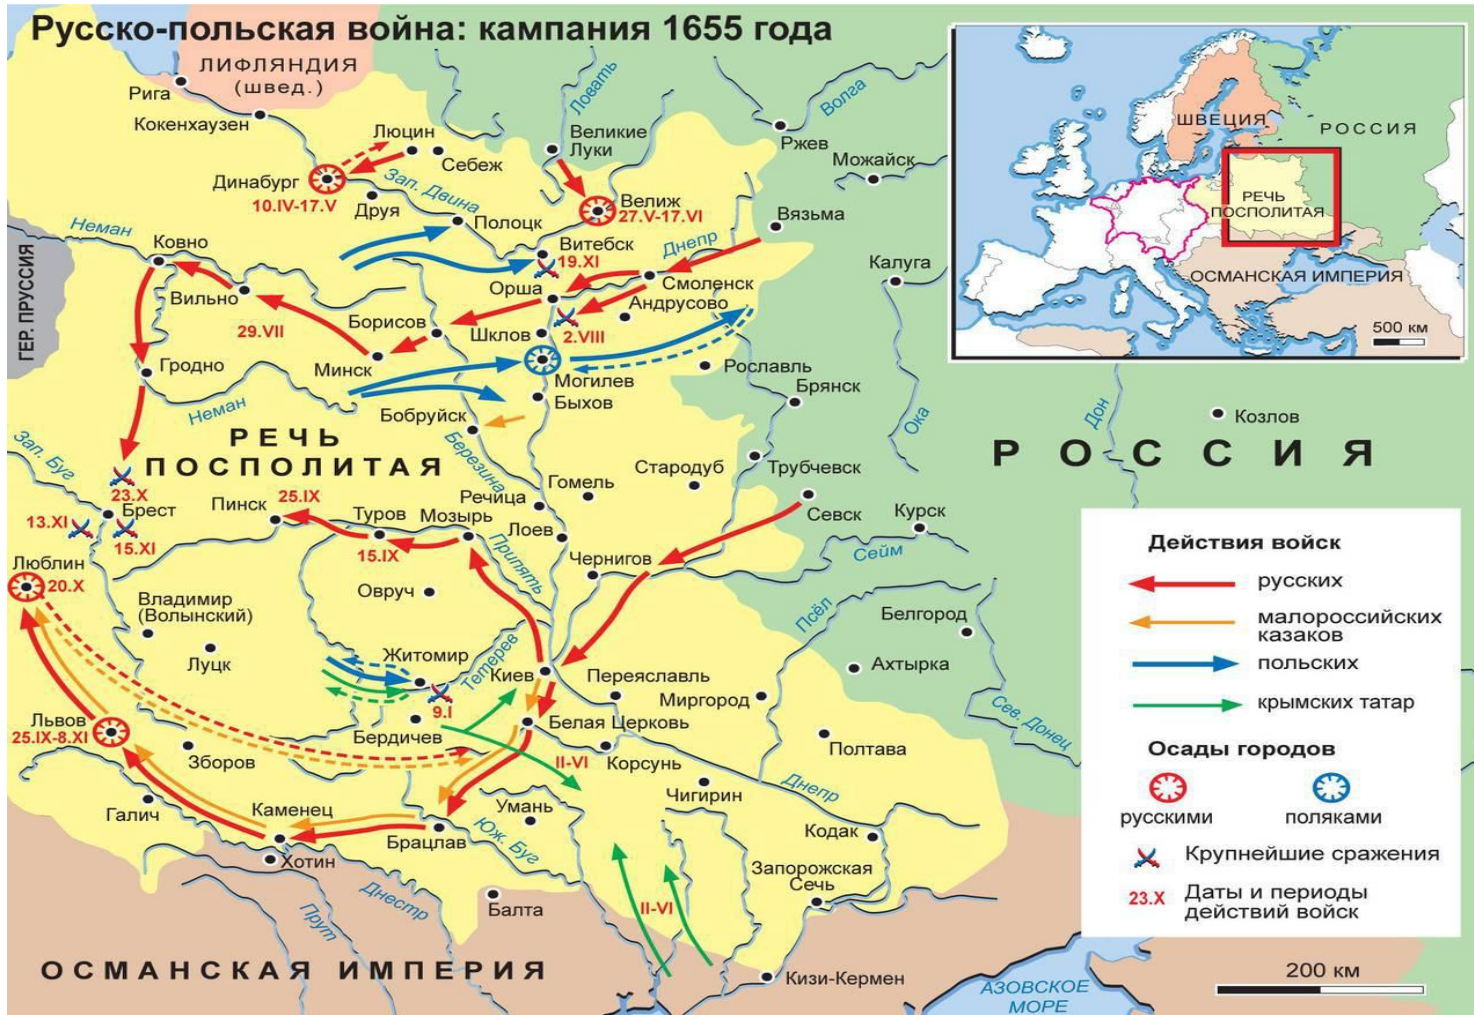 Русско-польская война: кампания 1655 года
ЛИФЛЯНДИЯ
(швед.)
Рига
Кокенхаузен
Люцин
Себеж
Динабург
10.IV-17.V
Друя
Зап. Двина
Полоцк
Ловать
Великие
Луки
Велиж
27.V-17.VI
Волга
Ржев
Можайск
Вязьма
Калуга
Неман
Ковно
Вильно
29.VII
ГЕР. ПРУССИЯ
Витебск
19.XI
Днепр
Орша
Смоленск
Андрусово
Борисов
Шклов
2.VIII
Минск
Гродно
Неман
Могилев
Быхов
Рославль
Брянск
Бобруйск
Березина
Ока
Дон
Козлов
РЕЧЬ
ПОСПОЛИТАЯ
РОССИЯ
Зап. Буг
23.X
Брест
13.XI
15.XI
Пинск
25.IX
Туров
15.IX
Мозырь
Речица
Гомель
Лоев
Припять
Стародуб
Трубчевск
Севск
Курск
Сейм
Чернигов
Люблин
20.X
Владимир
(Волынский)
Луцк
Овруч
Житомир
Тетерев
9.I
Бердичев
Киев
Переяславль
Миргород
Псёл
Белгород
Ахтырка
Сев. Донец
Львов
25.IX-8.XI
Зборов
Галич
Каменец
Хотин
Брацлав
Белая Церковь
Корсунь
II-VI
Умань
Юж. Буг
Чигирин
Днепр
Полтава
Кодак
Запорожская
Сечь
II-VI
Балта
Днестр
Прут
Кизи-Кермен
ОСМАНСКАЯ ИМПЕРИЯ
АЗОВСКОЕ
МОРЕ
200 км
ШВЕЦИЯ
РОССИЯ
РЕЧЬ
ПОСПОЛИТАЯ
ОСМАНСКАЯ ИМПЕРИЯ
500 км
Действия войск
русских
малороссийских
казаков
польских
крымских татар
Осады городов
русскими
поляками
Крупнейшие сражения
23.X
Даты и периоды
действий войск